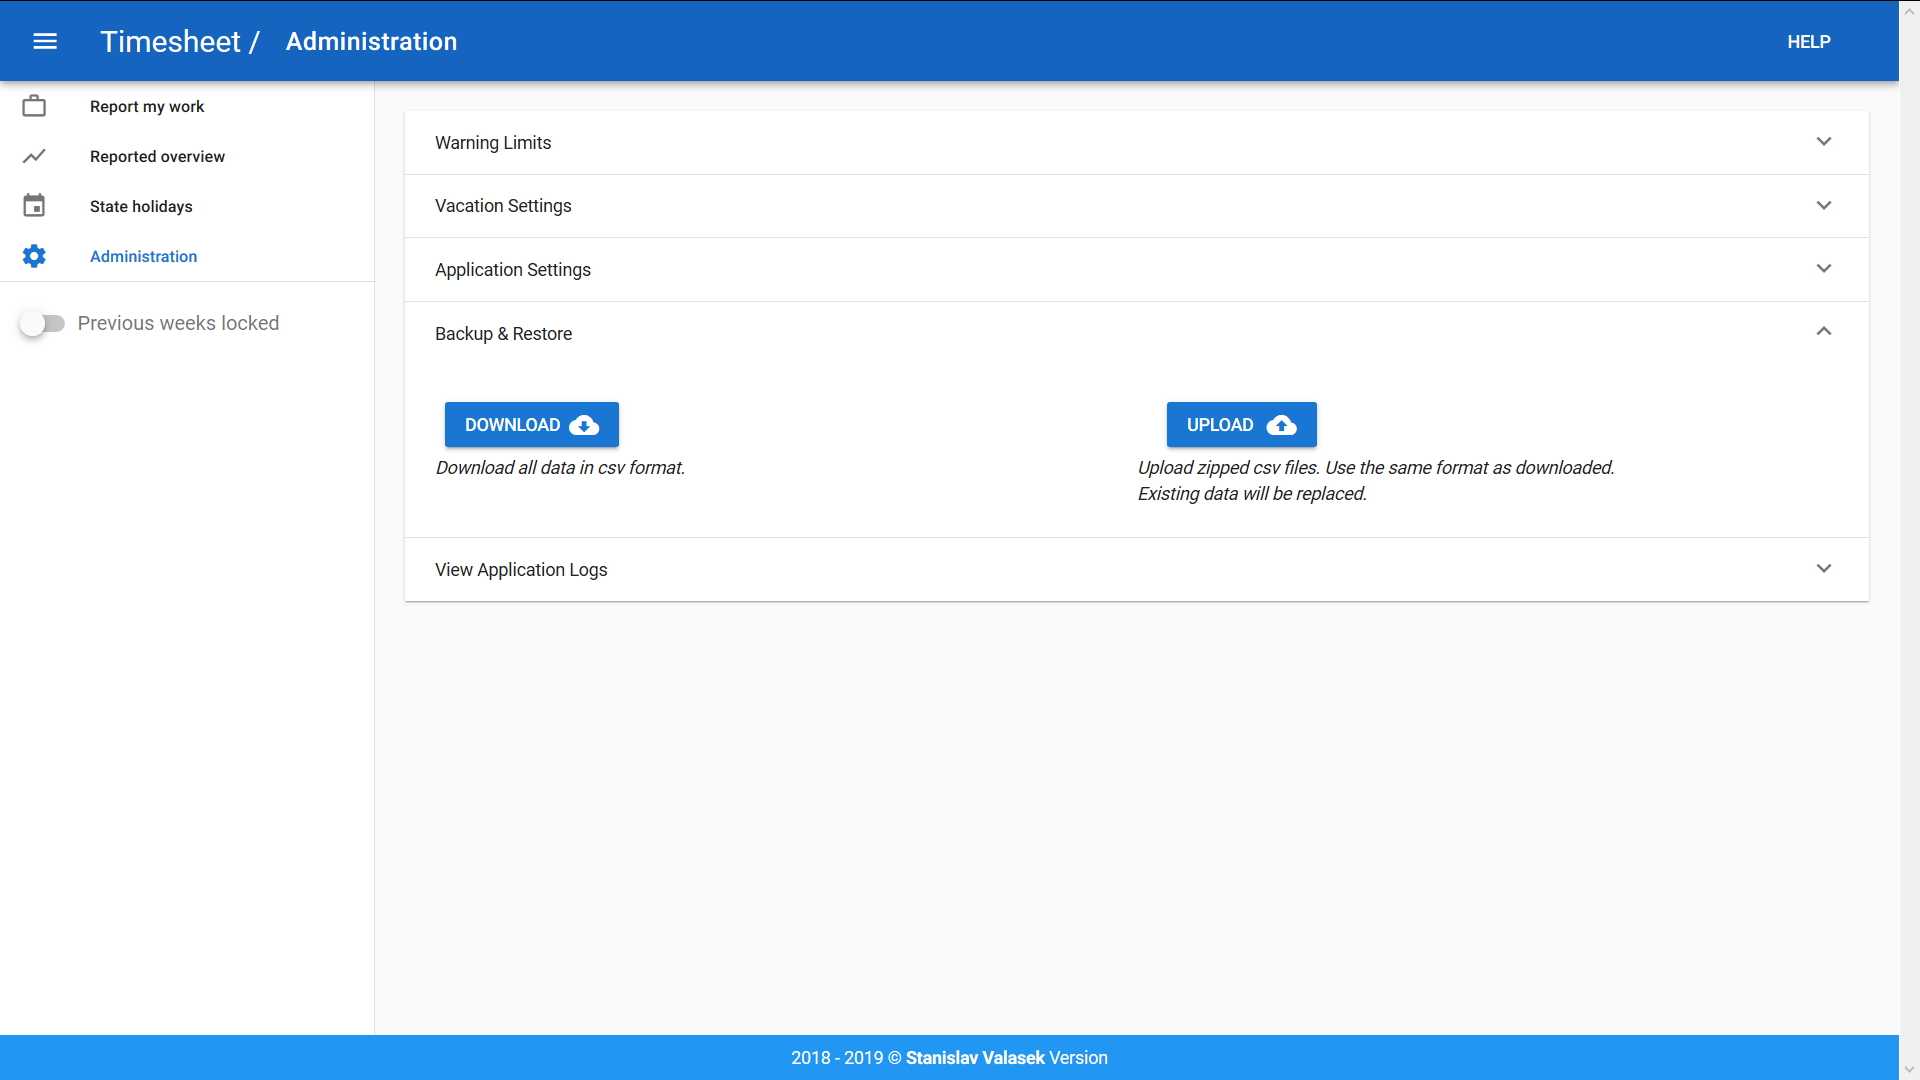 Timesheet / Administration
HELP
Report my work
Reported overview
State holidays
Administration
Previous weeks locked
Warning Limits
Vacation Settings
Application Settings
Backup & Restore
DOWNLOAD
Download all data in csv format.
UPLOAD
Upload zipped csv files. Use the same format as downloaded.
Existing data will be replaced.
View Application Logs
2018 - 2019 © Stanislav Valasek Version